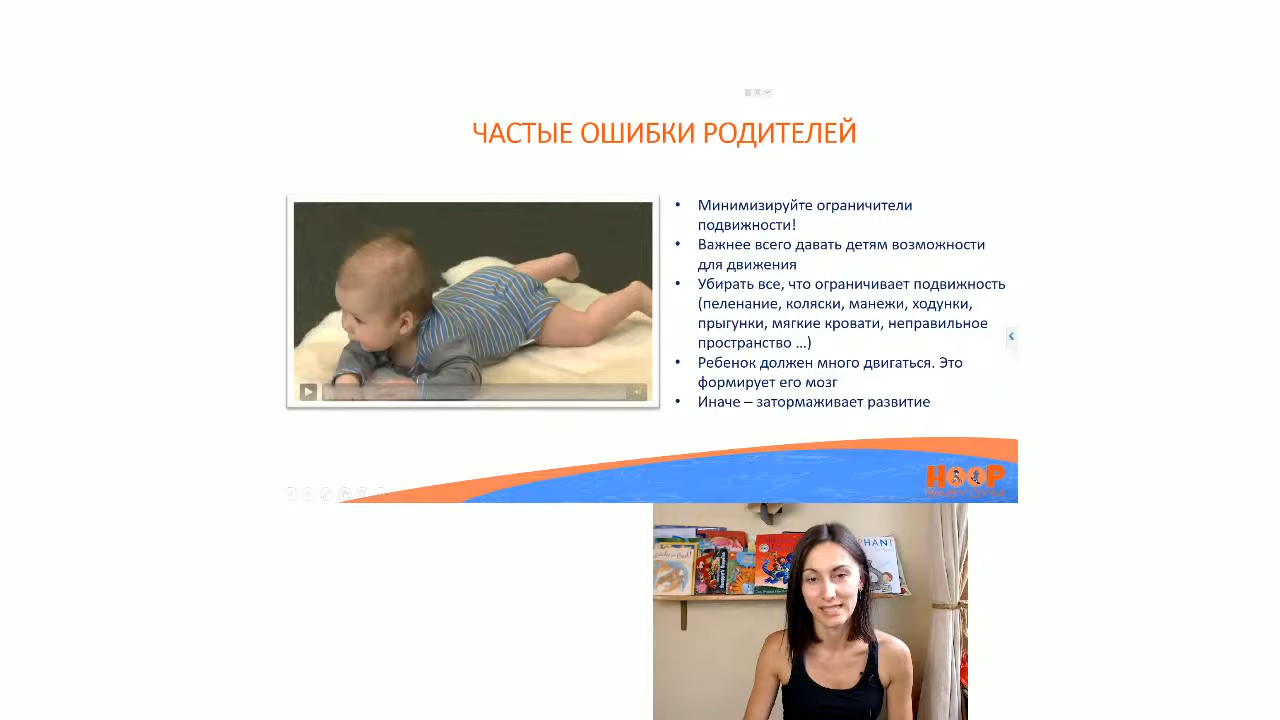 ЧАСТЫЕ ОШИБКИ РОДИТЕЛЕЙ
• Минимизируйте ограничители
подвижности!
• Важнее всего давать детям возможности
для движения
• Убирать все, что ограничивает подвижность
(пеленание, коляски, манежи, ходунки,
прыгунки, мягкие кровати, неправильное
пространство …)
• Ребенок должен много двигаться. Это
формирует его мозг
• Иначе – затормаживает развитие
HOOP
BABY GYM